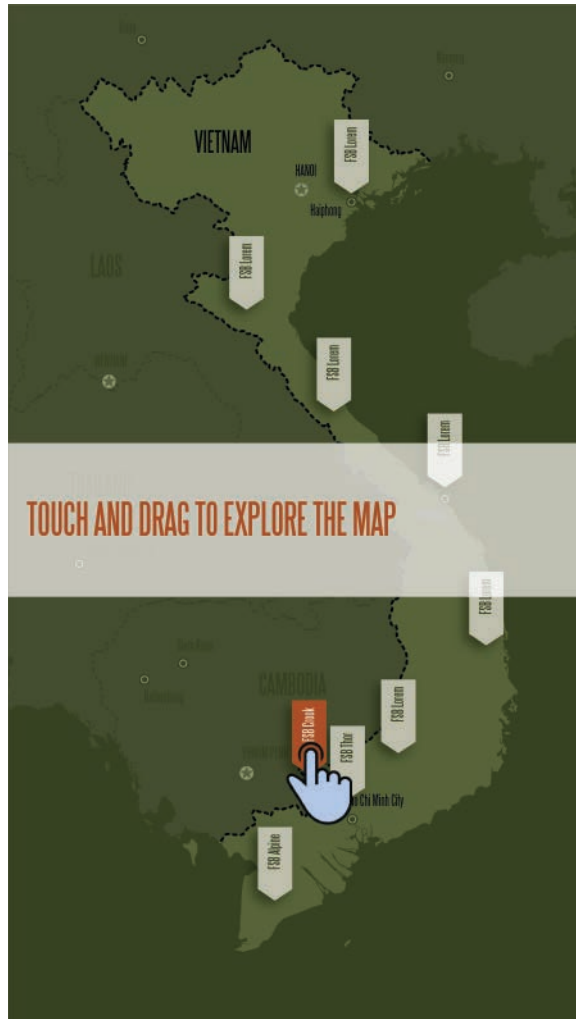 VIETNAM
FSB Lorem
HANOI
Haiphong
FSB Lorem
LAOS
FSB Lorem
FSB Lorem
THAILAND
TOUCH AND DRAG TO EXPLORE THE MAP
FSB Lorem
CAMBODIA
FSB Lorem
FSB Crook
FSB Thor
Chi Minh City
FSB Alpine